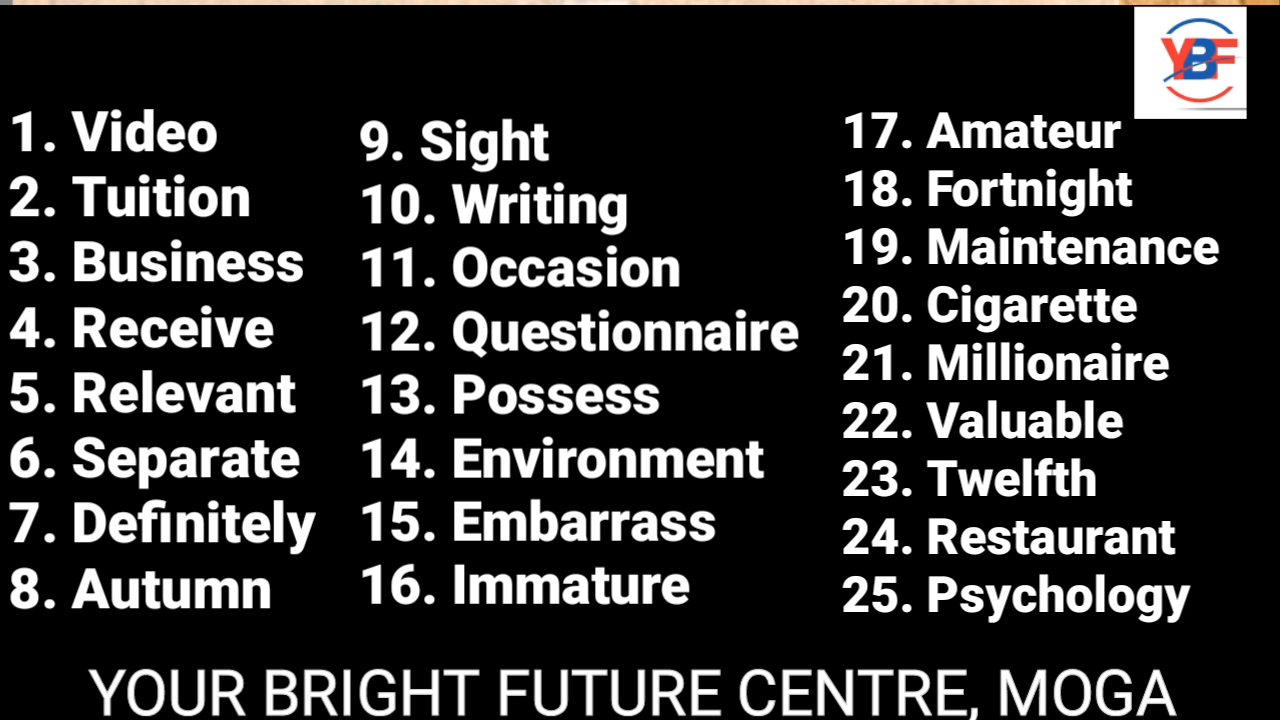 YBF
1. Video
2. Tuition
3. Business
4. Receive
5. Relevant
6. Separate
7. Definitely
8. Autumn
9. Sight
10. Writing
11. Occasion
12. Questionnaire
13. Possess
14. Environment
15. Embarrass
16. Immature
17. Amateur
18. Fortnight
19. Maintenance
20. Cigarette
21. Millionaire
22. Valuable
23. Twelfth
24. Restaurant
25. Psychology
YOUR BRIGHT FUTURE CENTRE, MOGA